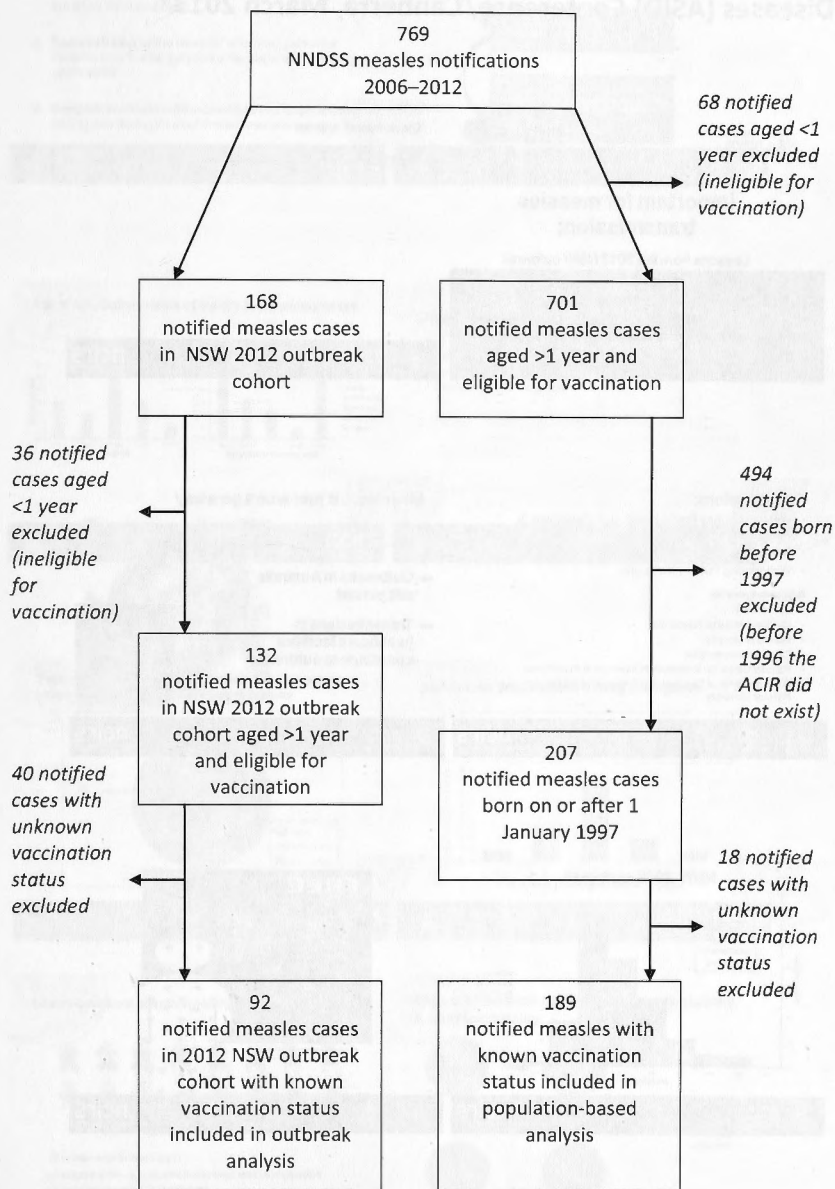 Diseases (ASID) Conference, Canberra, March 2013
769
NNDSS measles notifications
2006–2012
68 notified
cases aged <1
year excluded
(ineligible for
vaccination)
168
notified measles cases
in NSW 2012 outbreak
cohort
701
notified measles cases
aged >1 year and
eligible for vaccination
36 notified
cases aged
<1 year
excluded
(ineligible
for
vaccination)
494
notified
cases born
before
1997
excluded
(before
1996 the
ACIR did
not exist)
132
notified measles cases
in NSW 2012 outbreak
cohort aged >1 year
and eligible for
vaccination
207
notified measles cases
born on or after 1
January 1997
40 notified
cases with
unknown
vaccination
status
excluded
18 notified
cases with
unknown
vaccination
status
excluded
92
notified measles cases
in 2012 NSW outbreak
cohort with known
vaccination status
included in outbreak
analysis
189
notified measles with
known vaccination
status included in
population-based
analysis